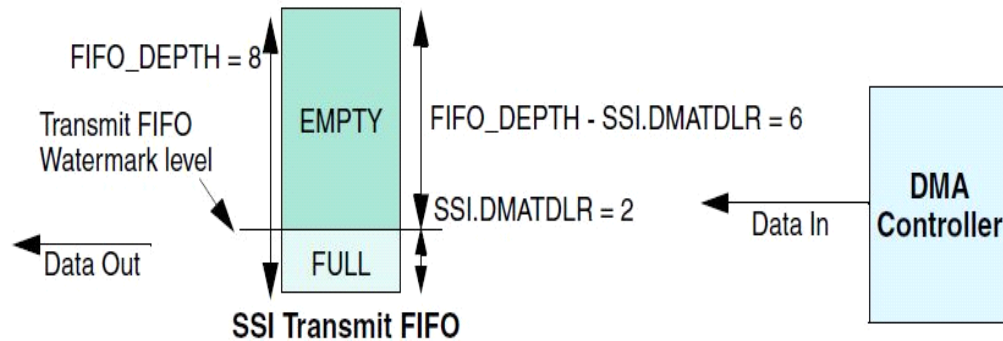 FIFO_DEPTH = 8
EMPTY
FIFO_DEPTH - SSI.DMATDLR = 6
Transmit FIFO
Watermark level
SSI.DMATDLR = 2
DMA
Controller
Data In
Data Out
FULL
SSI Transmit FIFO